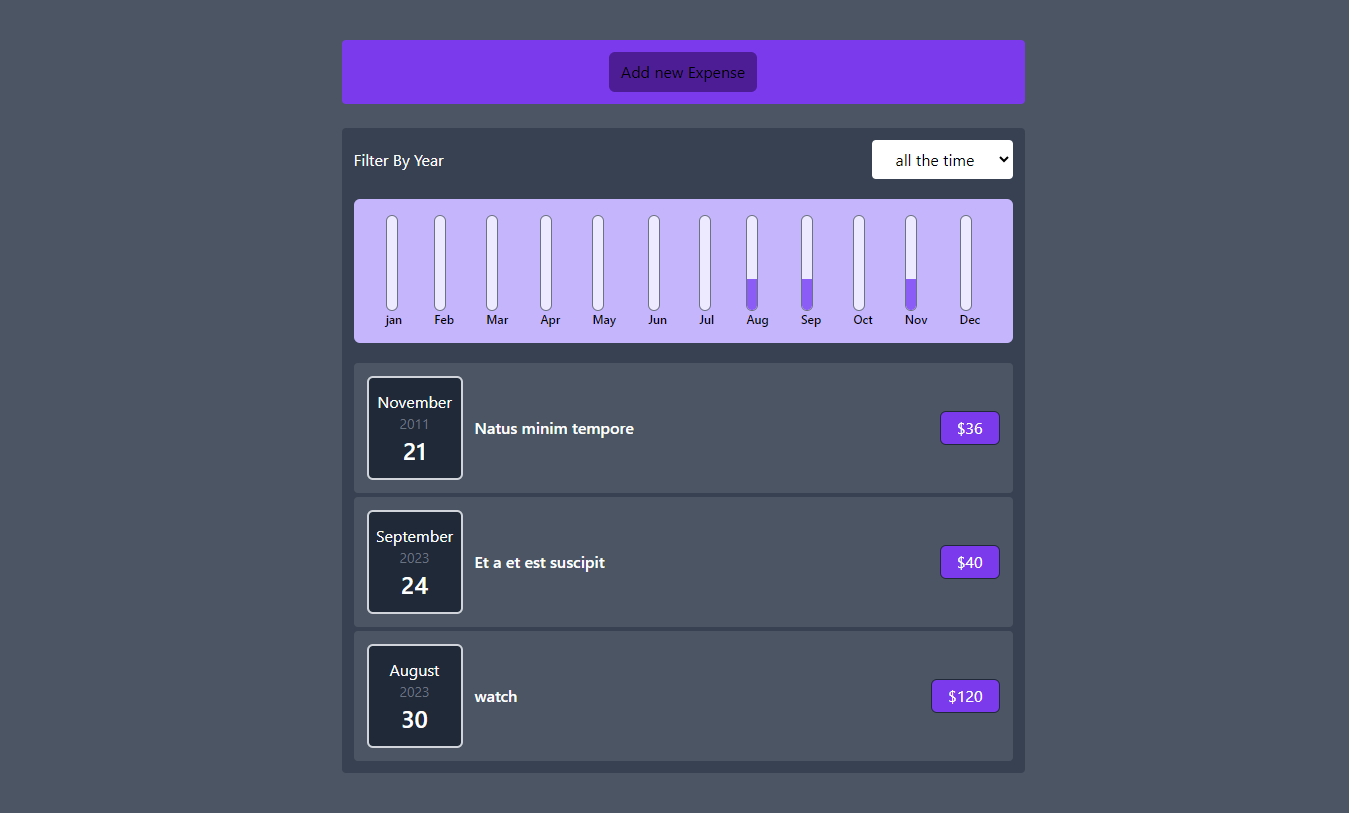 Add new Expense
Filter By Year
all the time
jan Feb Mar Apr May Jun Jul Aug Sep Oct Nov Dec
November
2011
21
Natus minim tempore
$36
September
2023
24
Et a et est suscipit
$40
August
2023
30
watch
$120